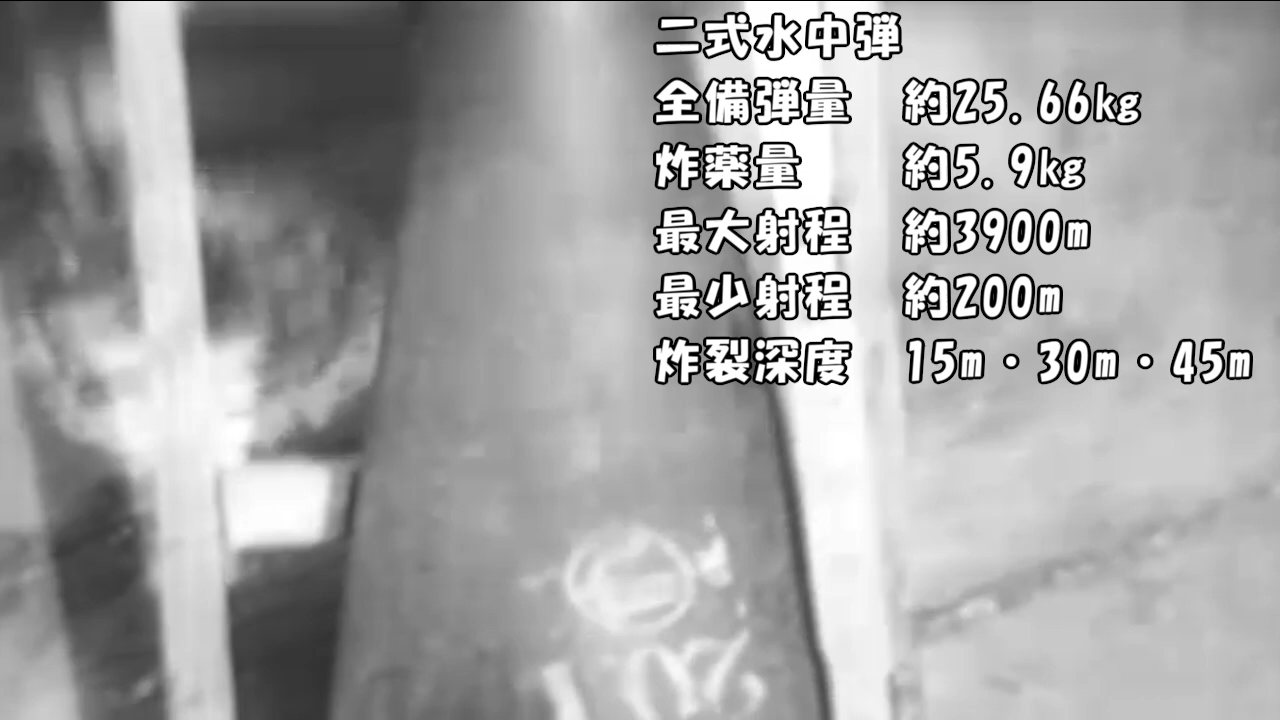 二式水中弾
全備弾量 約25.66kg
炸薬量 約5.9kg
最大射程 約3900m
最少射程 約200m
炸裂深度 15m・30m・45m